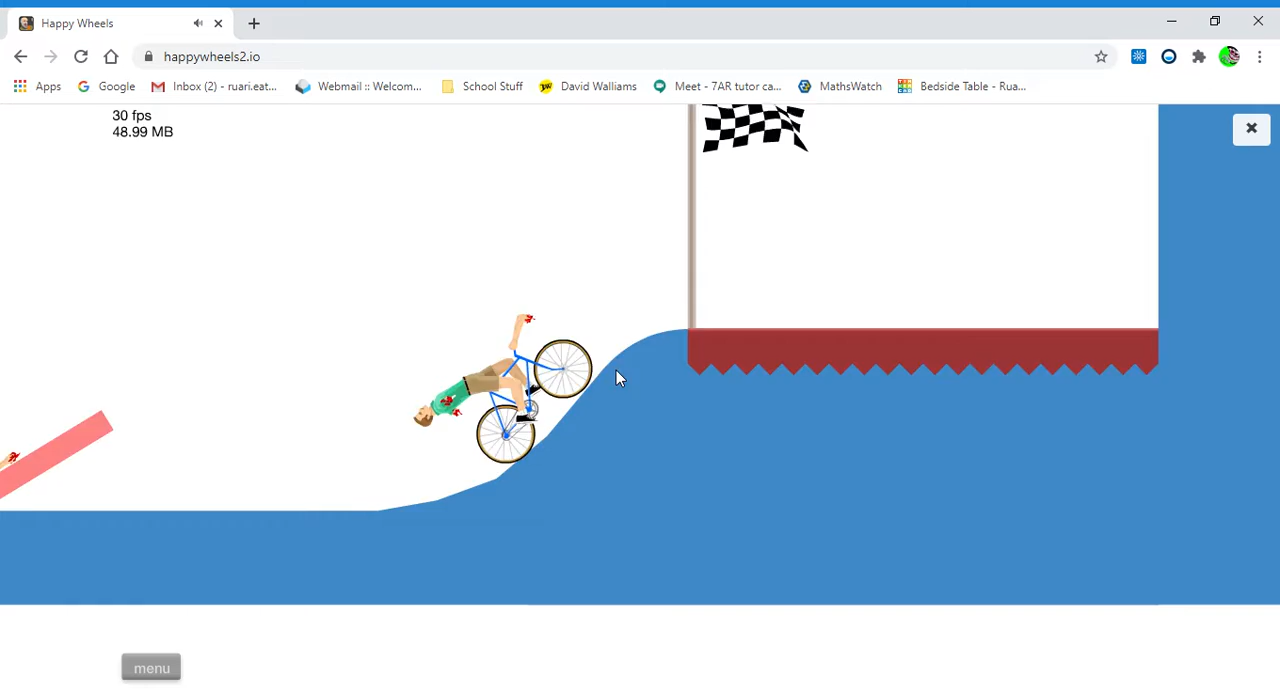 Happy Wheels
happywheels2.io
Apps Google Inbox (2) - ruari.eat... Webmail :: Welcom... School Stuff David Walliams Meet - 7AR tutor ca... MathsWatch Bedside Table - Rua...
30 fps
48.99 MB
menu